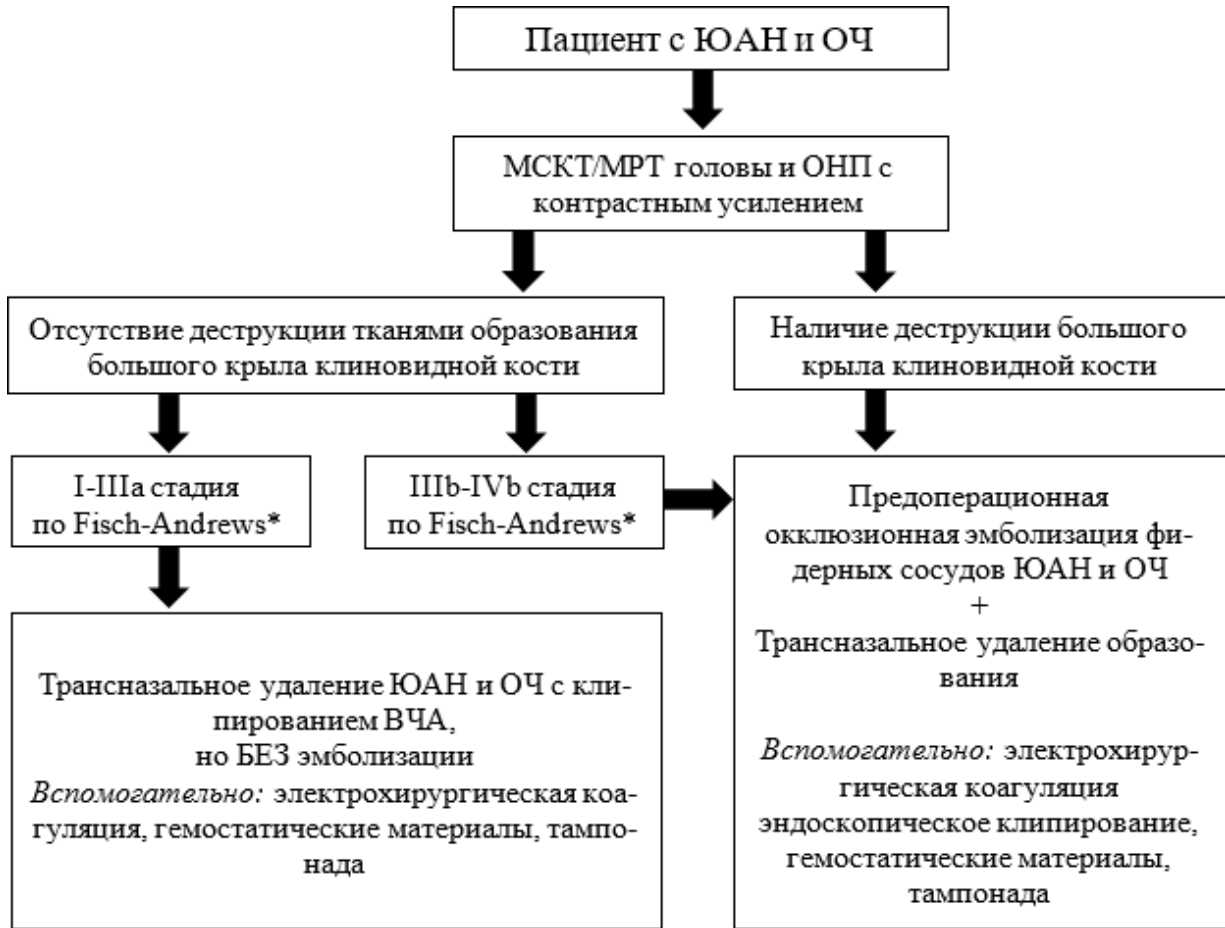 Пациент с ЮАН и ОЧ
МСКТ/МРТ головы и ОНП с
контрастным усилением
Отсутствие деструкции тканями образования
большого крыла клиновидной кости
Наличие деструкции большого
крыла клиновидной кости
I-IIIa стадия
по Fisch-Andrews*
IIIb-IVb стадия
по Fisch-Andrews*
Предоперационная
окклюзионная эмболизация фи-
дерных сосудов ЮАН и ОЧ
+
Трансназальное удаление образо-
вания
Вспомогательно: электрохирур-
гическая коагуляция
эндоскопическое клипирование,
гемостатические материалы,
тампонада
Трансназальное удаление ЮАН и ОЧ с кли-
пированием ВЧА,
но БЕЗ эмболизации
Вспомогательно: электрохирургическая коа-
гуляция, гемостатические материалы, тампо-
нада